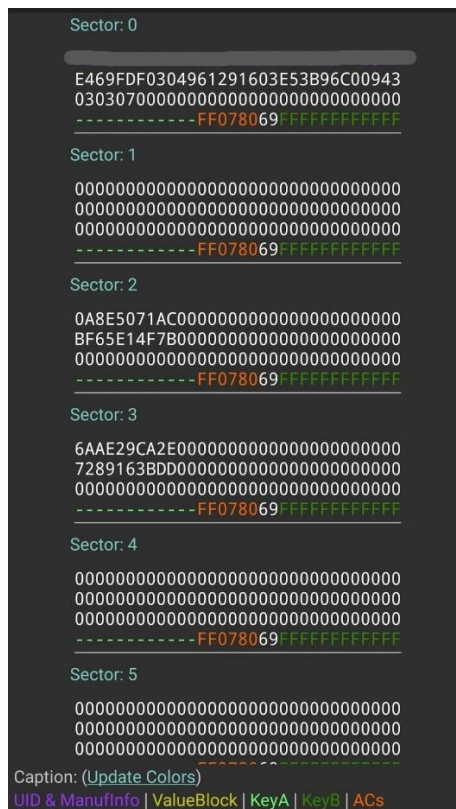 Sector: 0
E469FDF0304961291603E53B96C00943
03030700000000000000000000000000
------------FF078069FFFFFFFFFFFF
Sector: 1
00000000000000000000000000000000
00000000000000000000000000000000
00000000000000000000000000000000
------------FF078069FFFFFFFFFFFF
Sector: 2
0A8E5071AC0000000000000000000000
BF65E14F7B0000000000000000000000
00000000000000000000000000000000
------------FF078069FFFFFFFFFFFF
Sector: 3
6AAE29CA2E0000000000000000000000
7289163BDD0000000000000000000000
00000000000000000000000000000000
------------FF078069FFFFFFFFFFFF
Sector: 4
00000000000000000000000000000000
00000000000000000000000000000000
00000000000000000000000000000000
------------FF078069FFFFFFFFFFFF
Sector: 5
00000000000000000000000000000000
00000000000000000000000000000000
00000000000000000000000000000000
Caption: (Update Colors)
UID & ManufInfo | ValueBlock | KeyA | KeyB | ACs